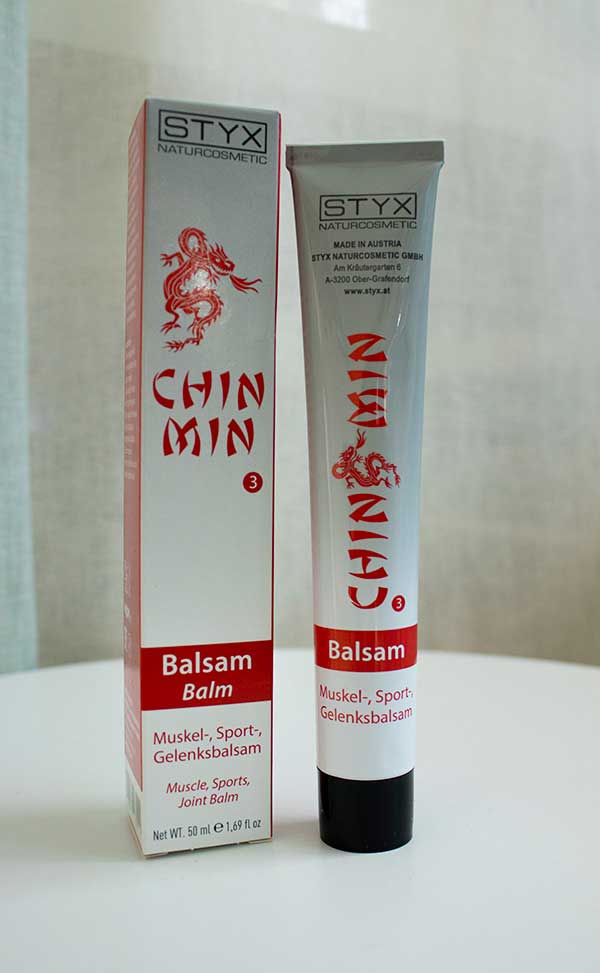 STYX
NATURCOSMETIC
CHIN
MIN
3
Balsam
Balm
Muskel-, Sport-,
Gelenksbalsam
Muscle, Sports,
Joint Balm
Net WT. 50 ml ℮ 1,69 fl oz
STYX
NATURCOSMETIC
MADE IN AUSTRIA
STYX NATURCOSMETIC GMBH
Am Kräutergarten 6
A-3200 Ober-Grafendorf
www.styx.at
CHIN MIN
3
Balsam
Muskel-, Sport-,
Gelenksbalsam